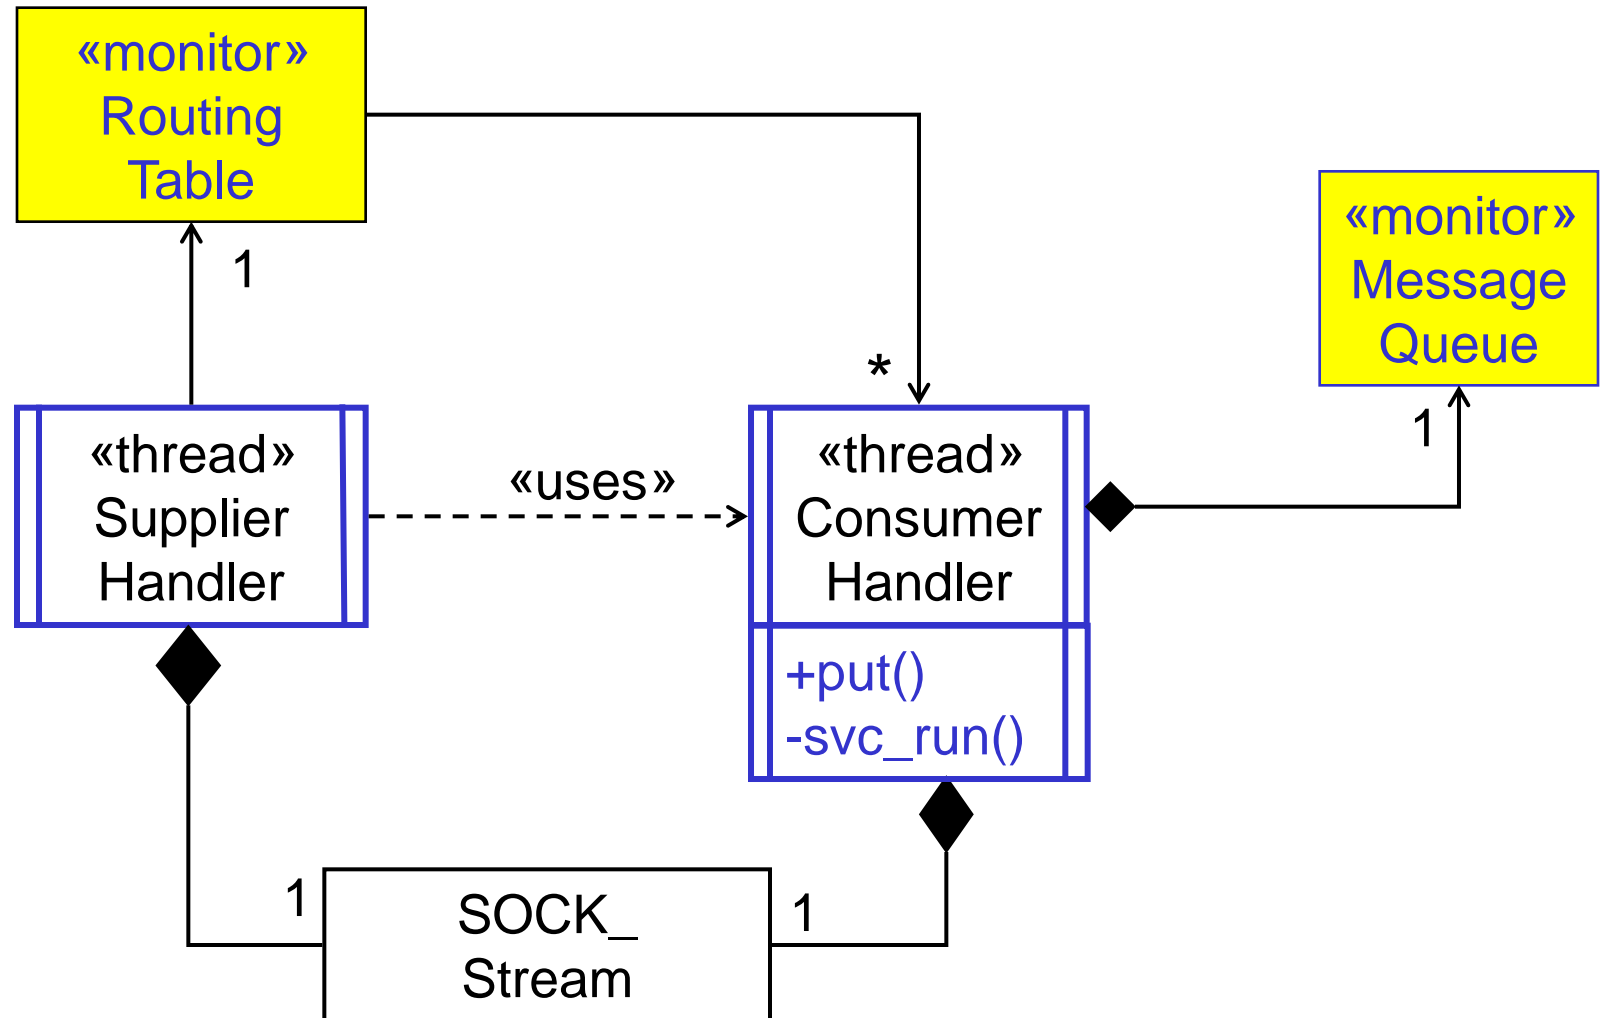 «monitor»
Routing
Table
1
*
«monitor»
Message
Queue
1
«thread»
Supplier
Handler
«uses»
«thread»
Consumer
Handler
+put()
-svc_run()
1
SOCK_
Stream
1